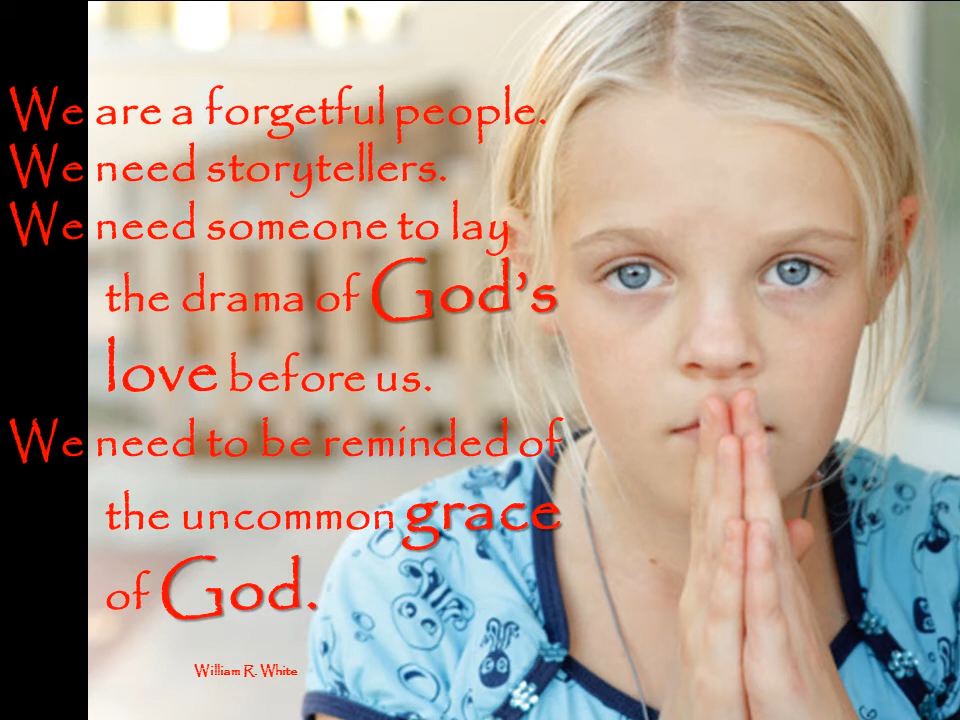 We are a forgetful people.
We need storytellers.
We need someone to lay
the drama of God's
love before us.
We need to be reminded of
the uncommon grace
of God.
William R. White